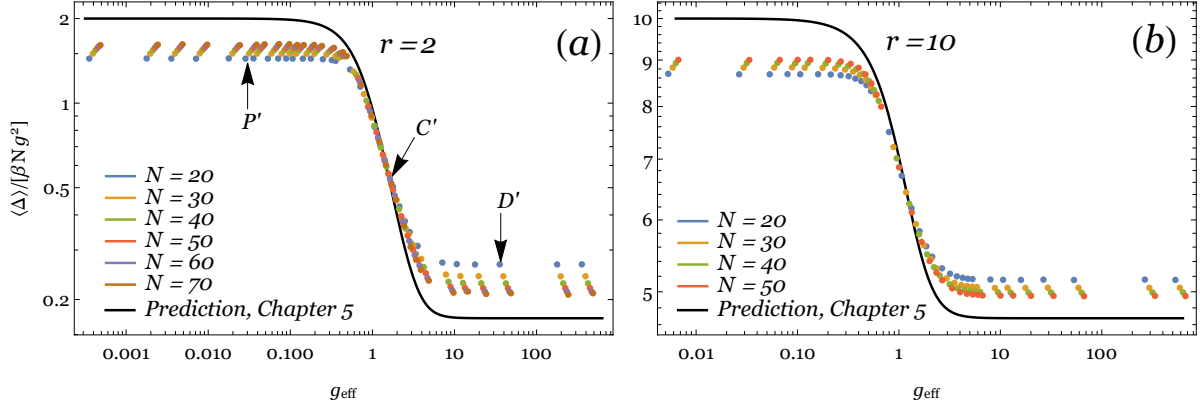 ⟨Δ⟩/[β N g²]
2
1
0.5
0.2
r = 2
(a)
P'
C'
D'
N = 20
N = 30
N = 40
N = 50
N = 60
N = 70
Prediction, Chapter 5
0.001
0.010
0.100
1
10
100
g_eff
10
9
8
7
6
5
r = 10
(b)
N = 20
N = 30
N = 40
N = 50
Prediction, Chapter 5
0.01
0.10
1
10
100
g_eff